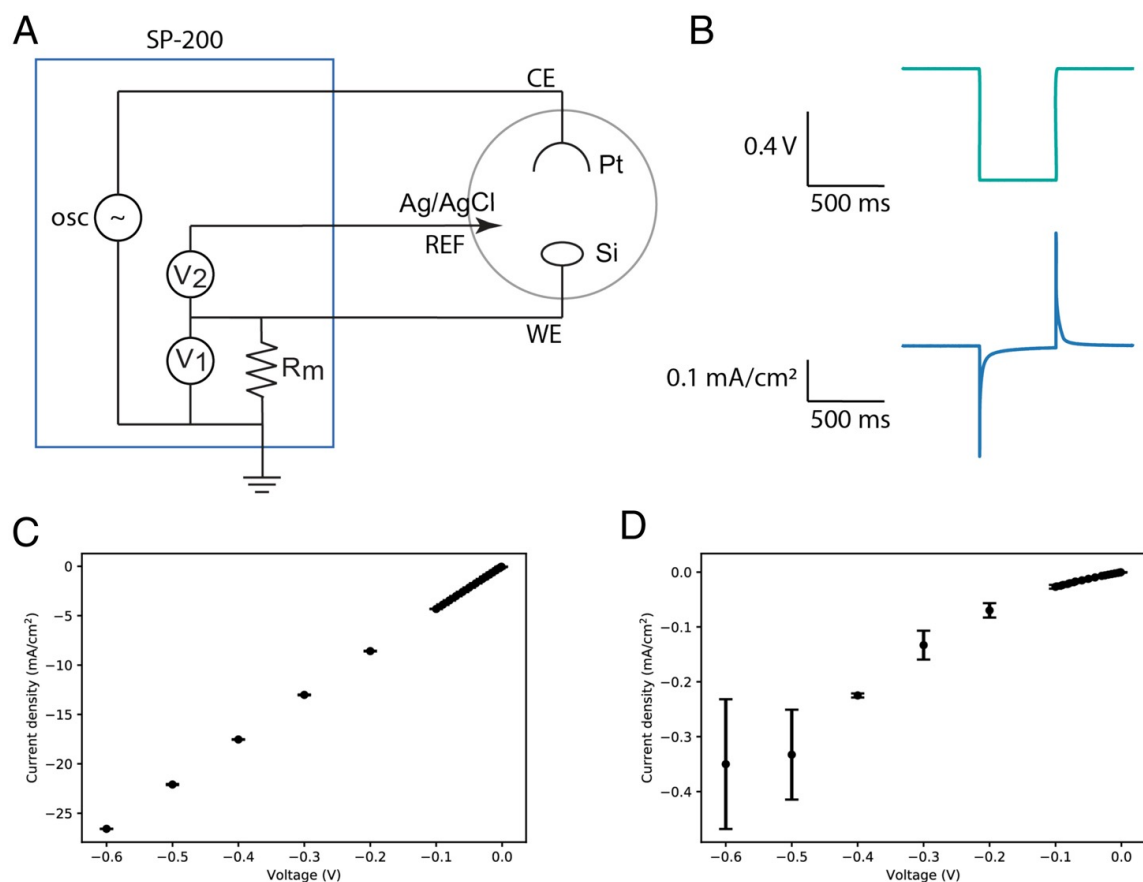 A
SP-200
CE
Pt
osc
~
Ag/AgCl
REF
V2
Si
WE
V1
Rm
B
0.4 V
500 ms
0.1 mA/cm²
500 ms
C
Current density (mA/cm²)
0
−5
−10
−15
−20
−25
−0.6 −0.5 −0.4 −0.3 −0.2 −0.1 0.0
Voltage (V)
D
Current density (mA/cm²)
0.0
−0.1
−0.2
−0.3
−0.4
−0.6 −0.5 −0.4 −0.3 −0.2 −0.1 0.0
Voltage (V)